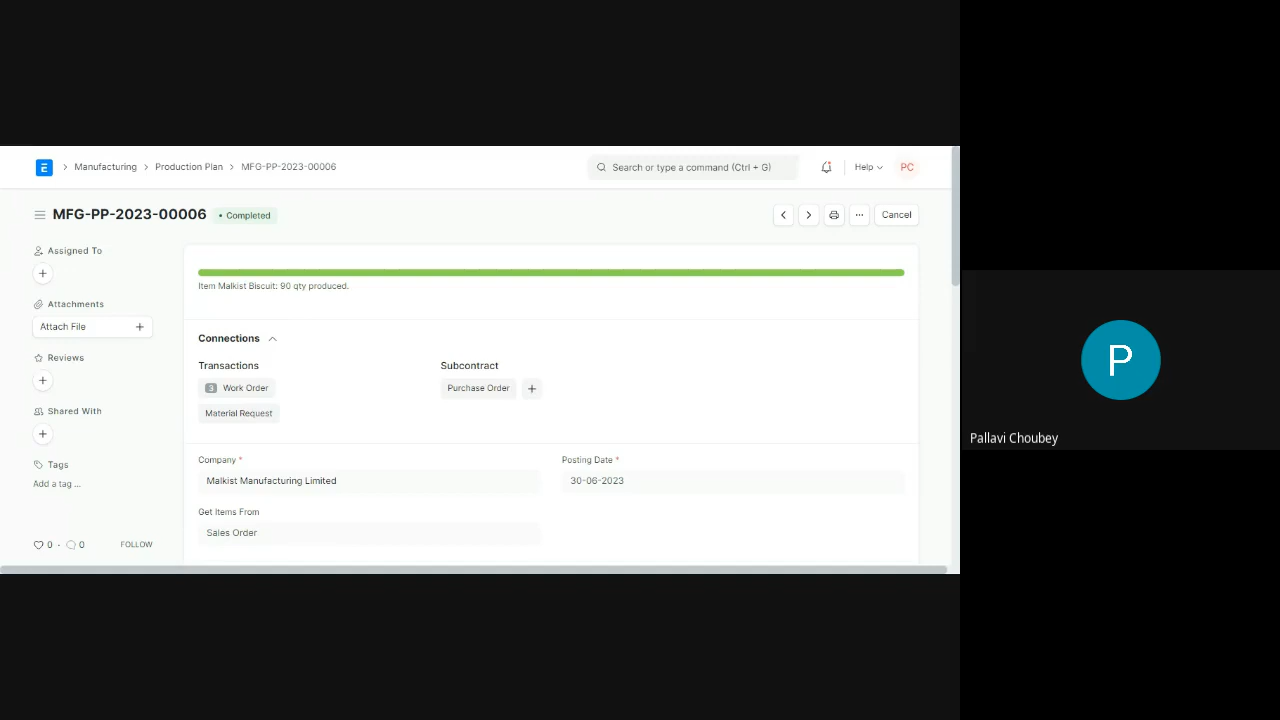 E
Manufacturing > Production Plan > MFG-PP-2023-00006
Search or type a command (Ctrl + G)
Help
PC
MFG-PP-2023-00006
• Completed
...
Cancel
Assigned To
+
Attachments
Attach File +
Reviews
+
Shared With
+
Tags
Add a tag ...
0 · 0
FOLLOW
Item Malkist Biscuit: 90 qty produced.
Connections
Transactions
3 Work Order
Material Request
Subcontract
Purchase Order +
Company *
Malkist Manufacturing Limited
Posting Date *
30-06-2023
Get Items From
Sales Order
P
Pallavi Choubey